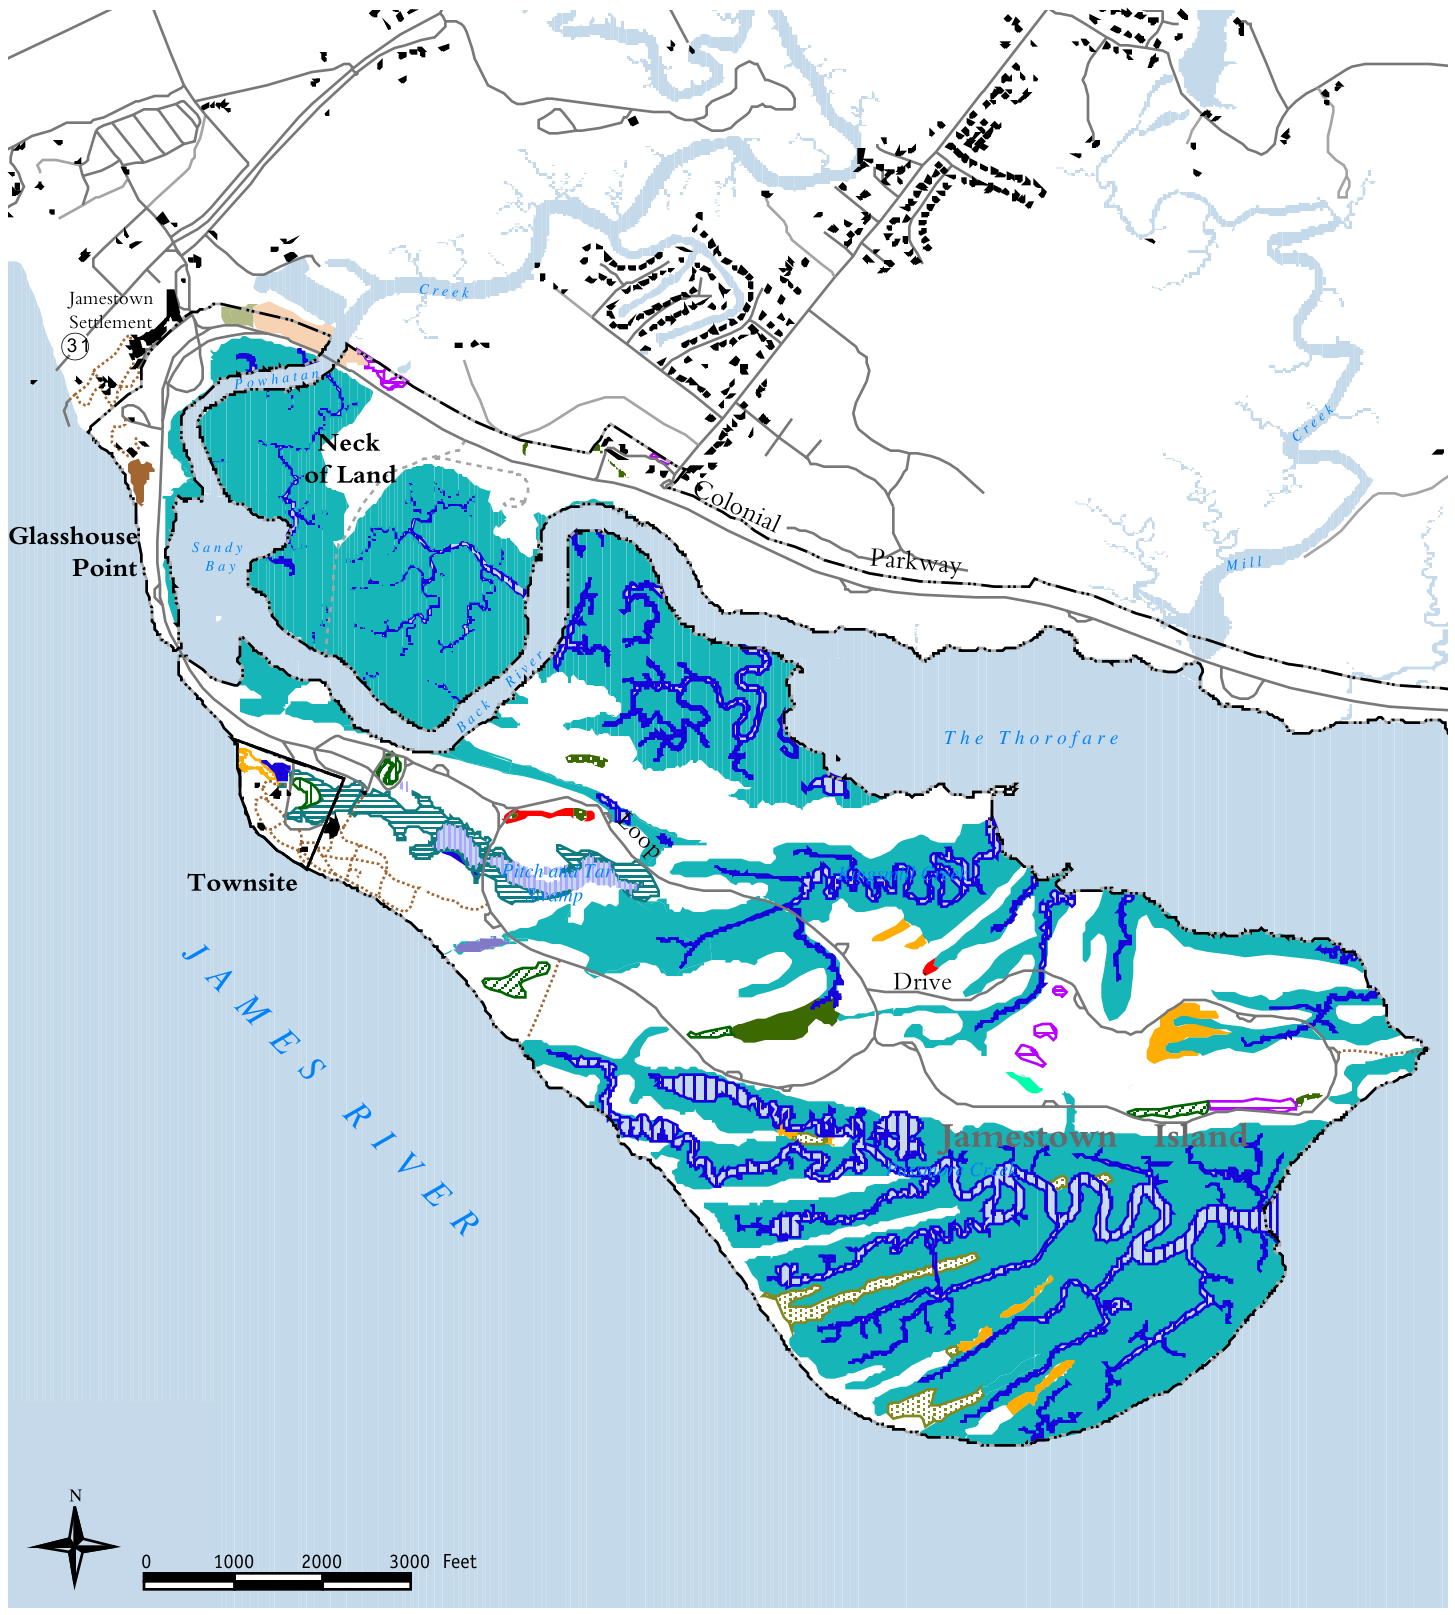 Creek
Jamestown
Settlement
31
Powhatan
Creek
Neck
of Land
Colonial
Glasshouse
Point
Sandy
Bay
Parkway
Mill
Back River
The Thorofare
Loop
Townsite
Pitch and Tar
Swamp
JAMES RIVER
Drive
Jamestown Island
Creek
N
0 1000 2000 3000 Feet